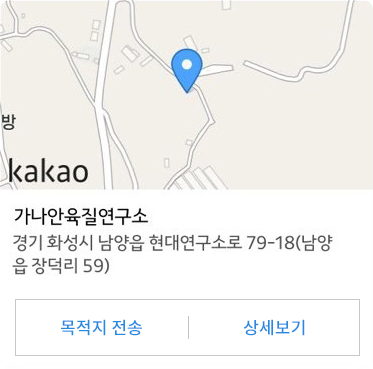 방
kakao
가나안육질연구소
경기 화성시 남양읍 현대연구소로 79-18(남양
읍 장덕리 59)
목적지 전송
상세보기